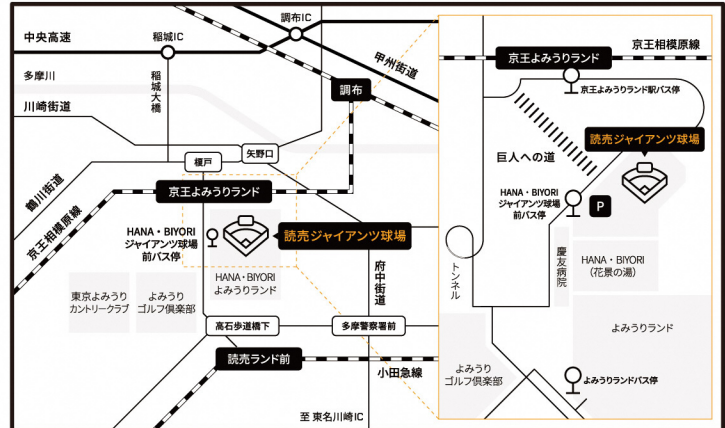 中央高速
稲城IC
調布IC
甲州街道
多摩川
稲城大橋
川崎街道
調布
矢野口
榎戸
鶴川街道
京王よみうりランド
京王相模原線
HANA・BIYORI
ジャイアンツ球場
前バス停
読売ジャイアンツ球場
HANA・BIYORI
よみうりランド
府中街道
東京よみうり
カントリークラブ
よみうり
ゴルフ倶楽部
高石歩道橋下
多摩警察署前
読売ランド前
小田急線
至 東名川崎IC
京王相模原線
京王よみうりランド
京王よみうりランド駅バス停
読売ジャイアンツ球場
巨人への道
HANA・BIYORI
ジャイアンツ球場
前バス停
P
トンネル
慶友病院
HANA・BIYORI
（花景の湯）
よみうりランド
よみうり
ゴルフ倶楽部
よみうりランドバス停